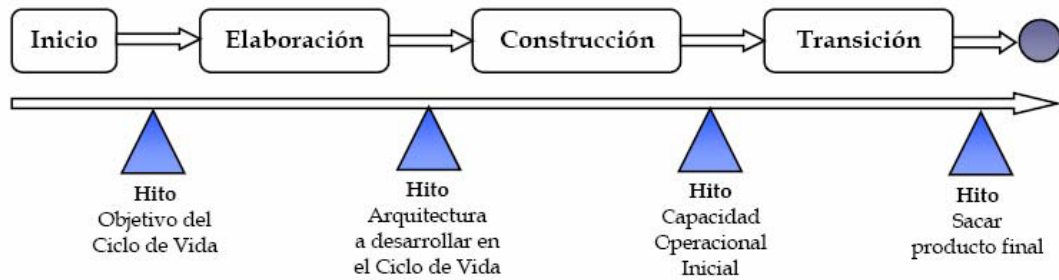 Inicio
Elaboración
Construcción
Transición
Hito
Objetivo del
Ciclo de Vida
Hito
Arquitectura
a desarrollar en
el Ciclo de Vida
Hito
Capacidad
Operacional
Inicial
Hito
Sacar
producto final